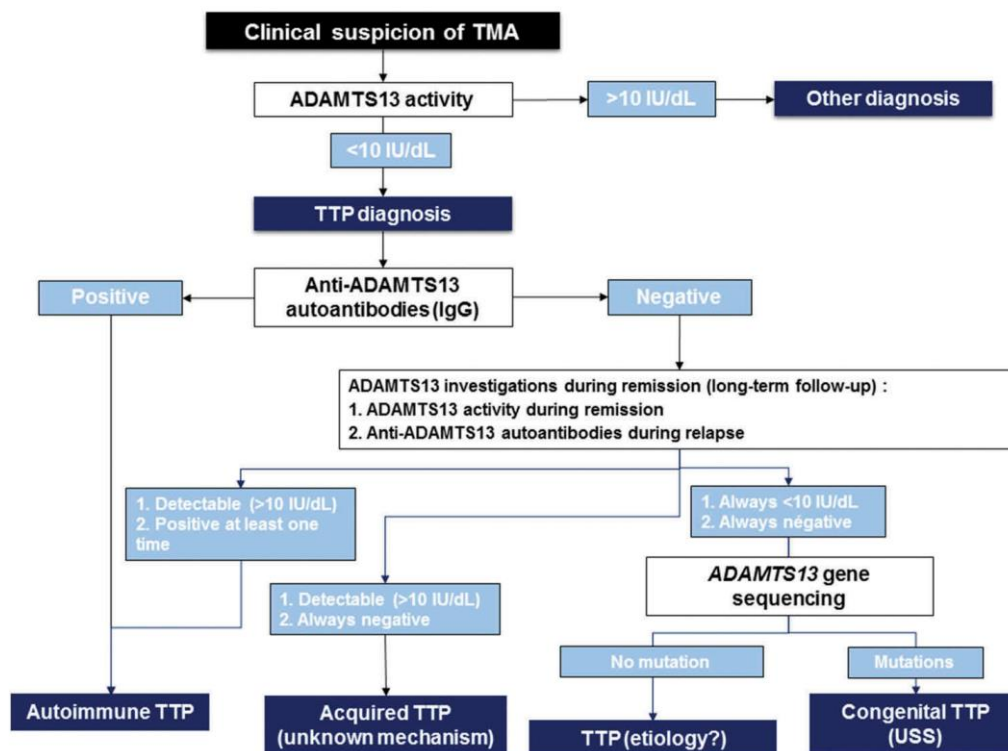 Clinical suspicion of TMA
ADAMTS13 activity
>10 IU/dL
Other diagnosis
<10 IU/dL
TTP diagnosis
Positive
Anti-ADAMTS13
autoantibodies (IgG)
Negative
ADAMTS13 investigations during remission (long-term follow-up) :
1. ADAMTS13 activity during remission
2. Anti-ADAMTS13 autoantibodies during relapse
1. Detectable (>10 IU/dL)
2. Positive at least one
time
1. Always <10 IU/dL
2. Always négative
ADAMTS13 gene
sequencing
1. Detectable (>10 IU/dL)
2. Always negative
No mutation
Mutations
Autoimmune TTP
Acquired TTP
(unknown mechanism)
TTP (etiology?)
Congenital TTP
(USS)